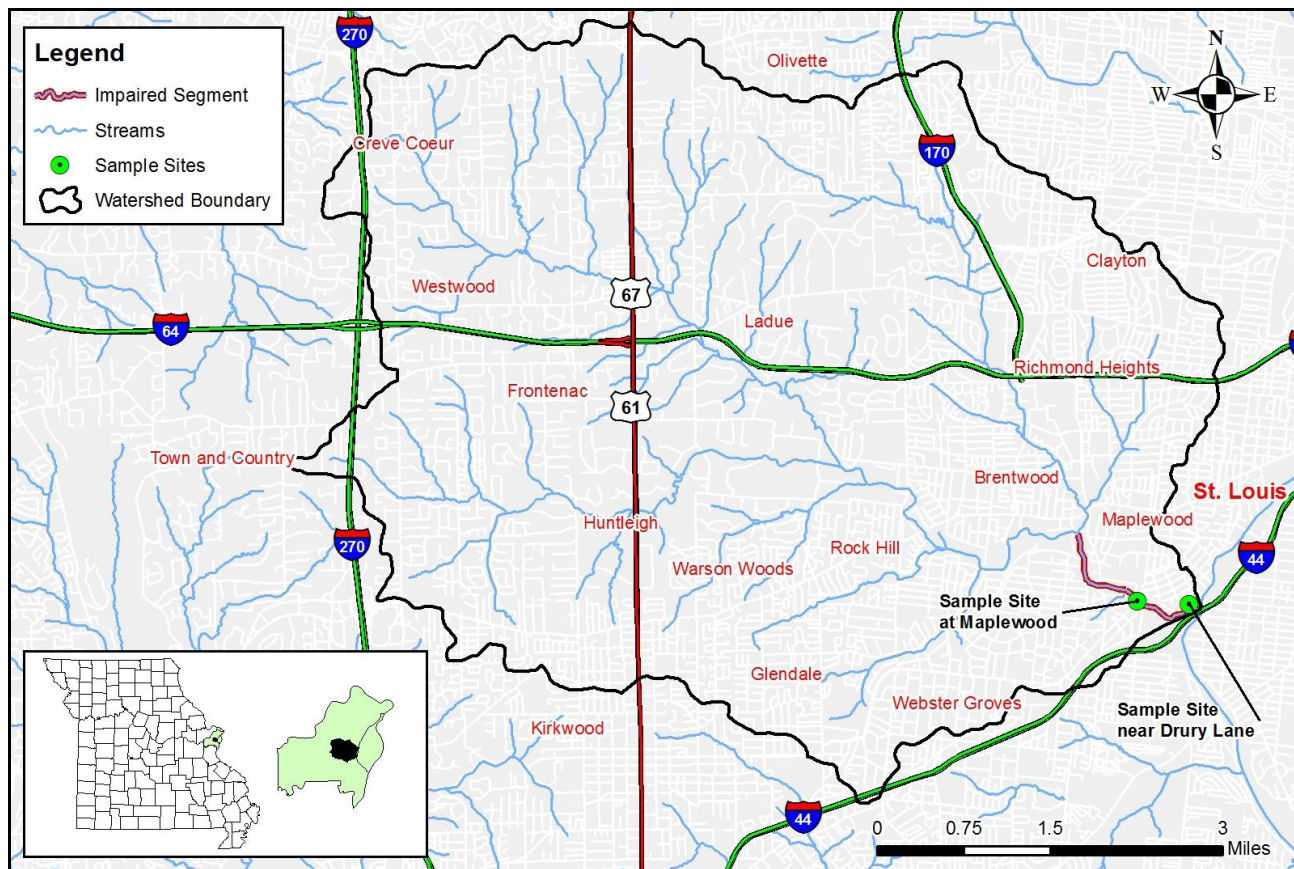 Legend
Impaired Segment
Streams
Sample Sites
Watershed Boundary
270
Olivette
N
W
E
S
Creve Coeur
170
Clayton
Westwood
67
64
Ladue
Richmond Heights
Frontenac
61
Town and Country
Brentwood
St. Louis
Maplewood
Huntleigh
270
Rock Hill
44
Warson Woods
Sample Site
at Maplewood
Glendale
Webster Groves
Sample Site
near Drury Lane
Kirkwood
44
0 0.75 1.5 3
Miles